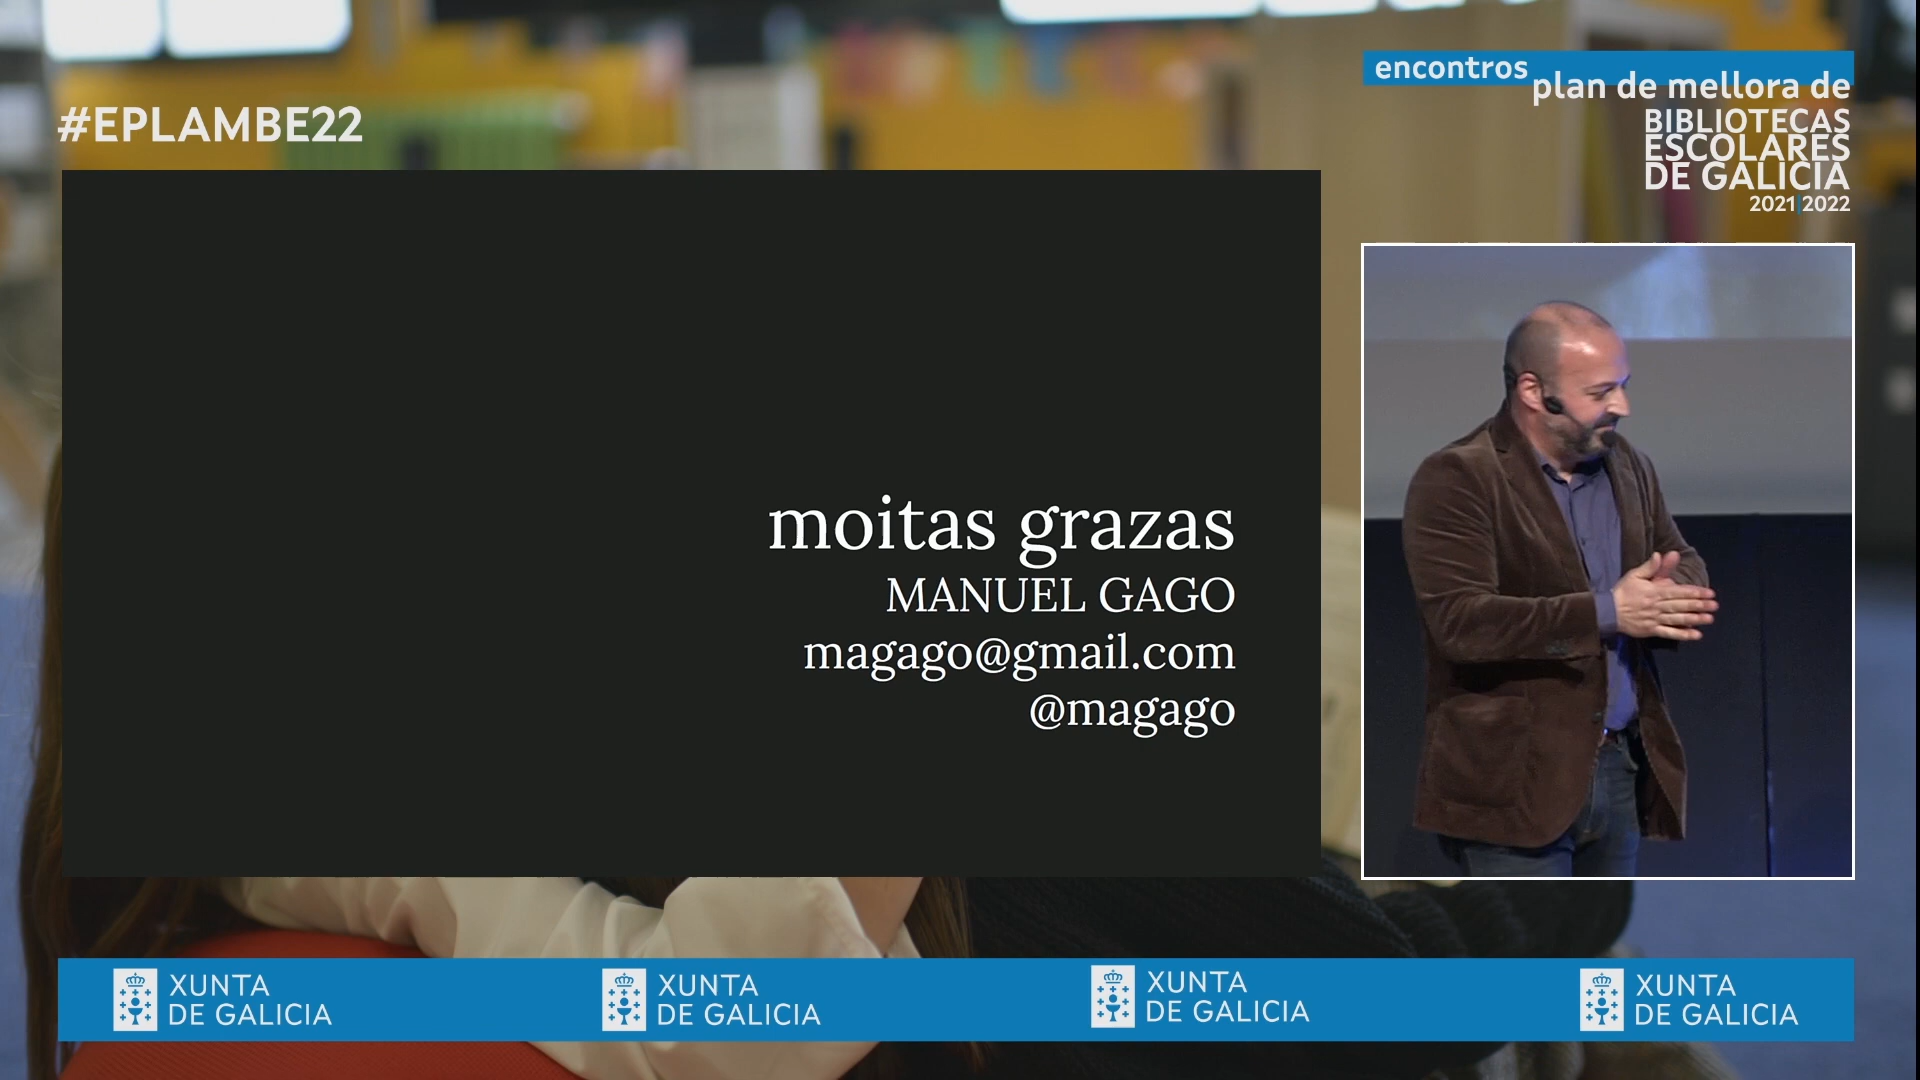 #EPLAMBE22
encontros
plan de mellora de
BIBLIOTECAS
ESCOLARES
DE GALICIA
2021|2022
moitas grazas
MANUEL GAGO
magago@gmail.com
@magago
XUNTA
DE GALICIA
XUNTA
DE GALICIA
XUNTA
DE GALICIA
XUNTA
DE GALICIA